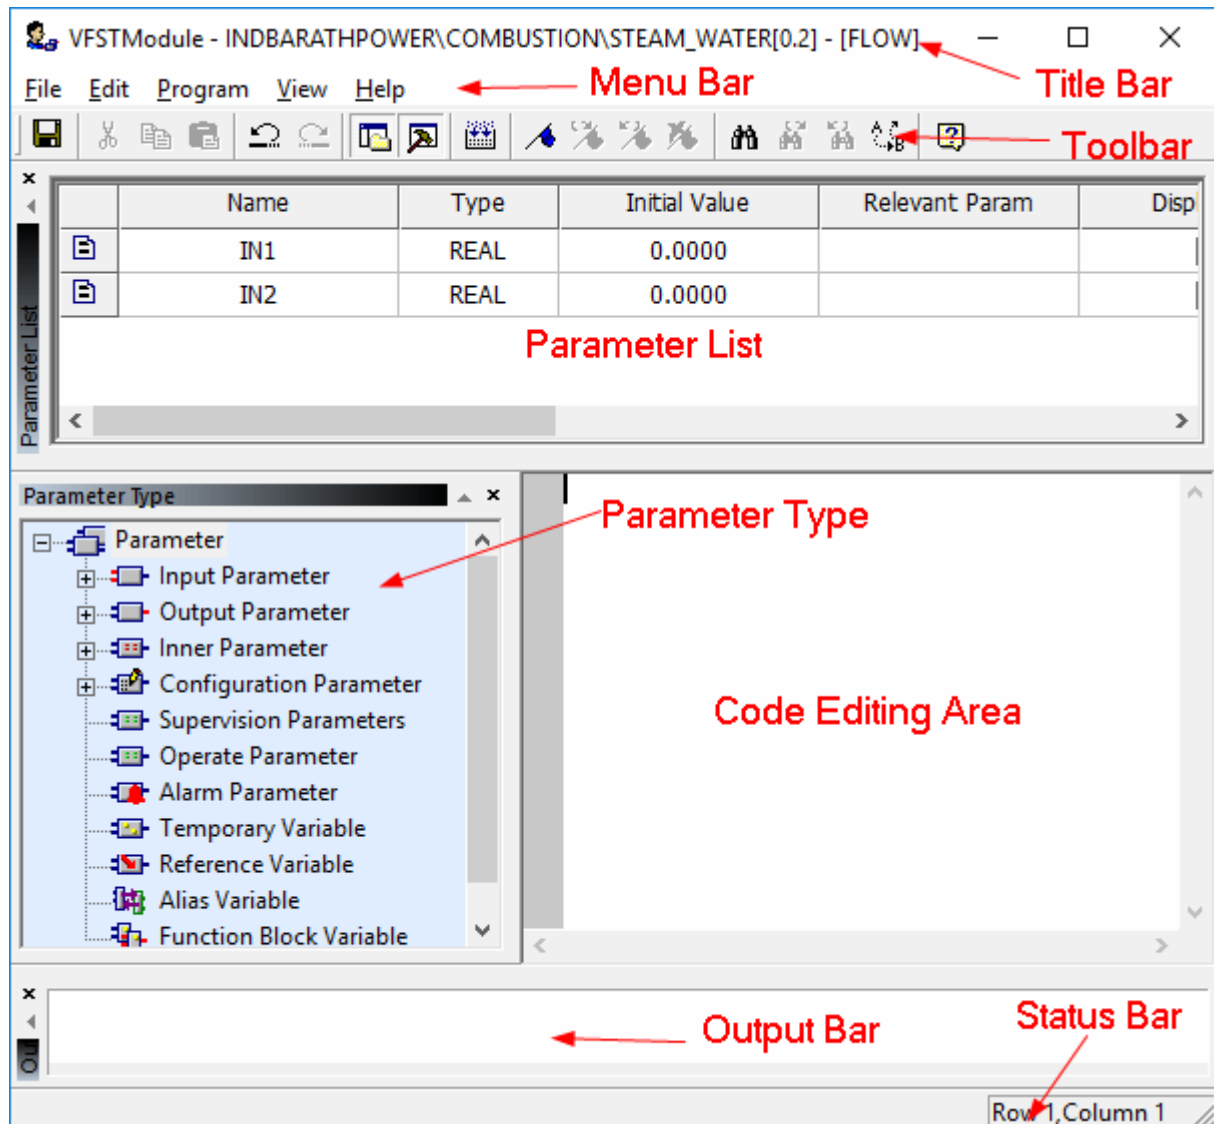 VFSTModule - INDBARATHPOWER\COMBUSTION\STEAM_WATER[0.2] - [FLOW]
Title Bar
File Edit Program View Help
Menu Bar
Toolbar
Name Type Initial Value Relevant Param Disp
IN1 REAL 0.0000
IN2 REAL 0.0000
Parameter List
Parameter List
Parameter Type
Parameter Type
Parameter
Input Parameter
Output Parameter
Inner Parameter
Configuration Parameter
Supervision Parameters
Operate Parameter
Alarm Parameter
Temporary Variable
Reference Variable
Alias Variable
Function Block Variable
Code Editing Area
Ou
Output Bar
Status Bar
Row 1,Column 1